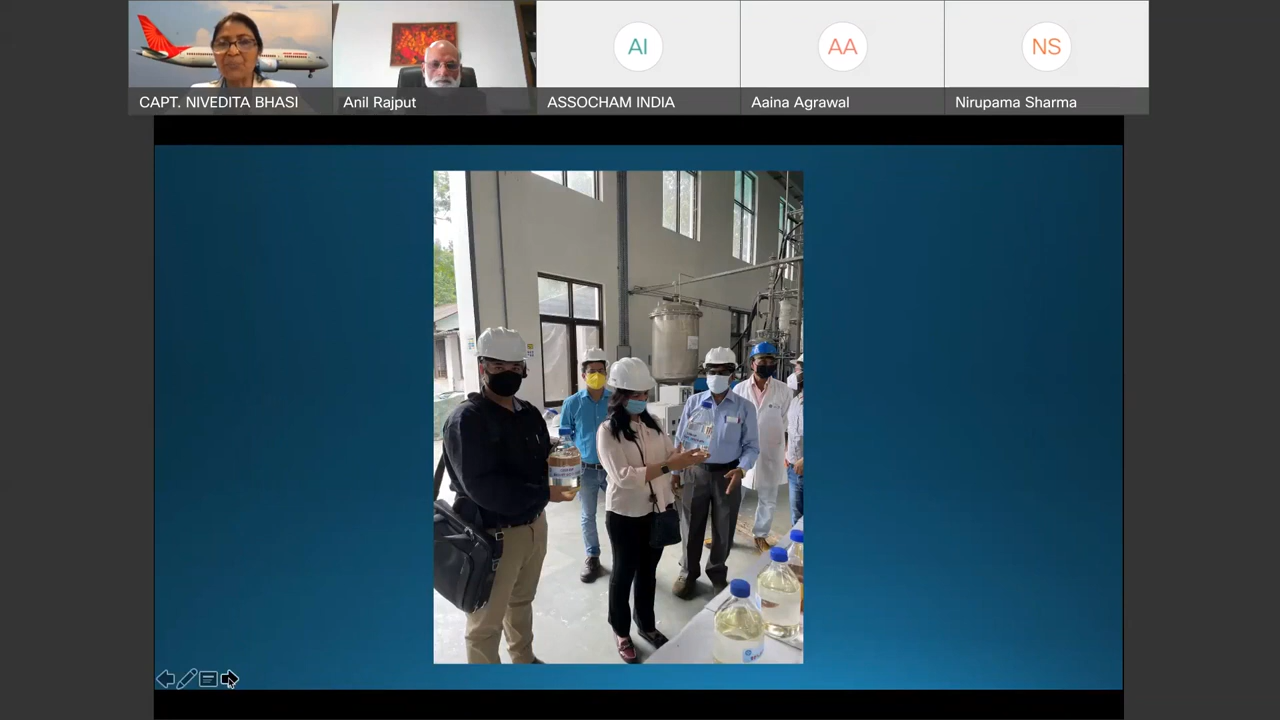 CAPT. NIVEDITA BHASI
Anil Rajput
AI
ASSOCHAM INDIA
AA
Aaina Agrawal
NS
Nirupama Sharma